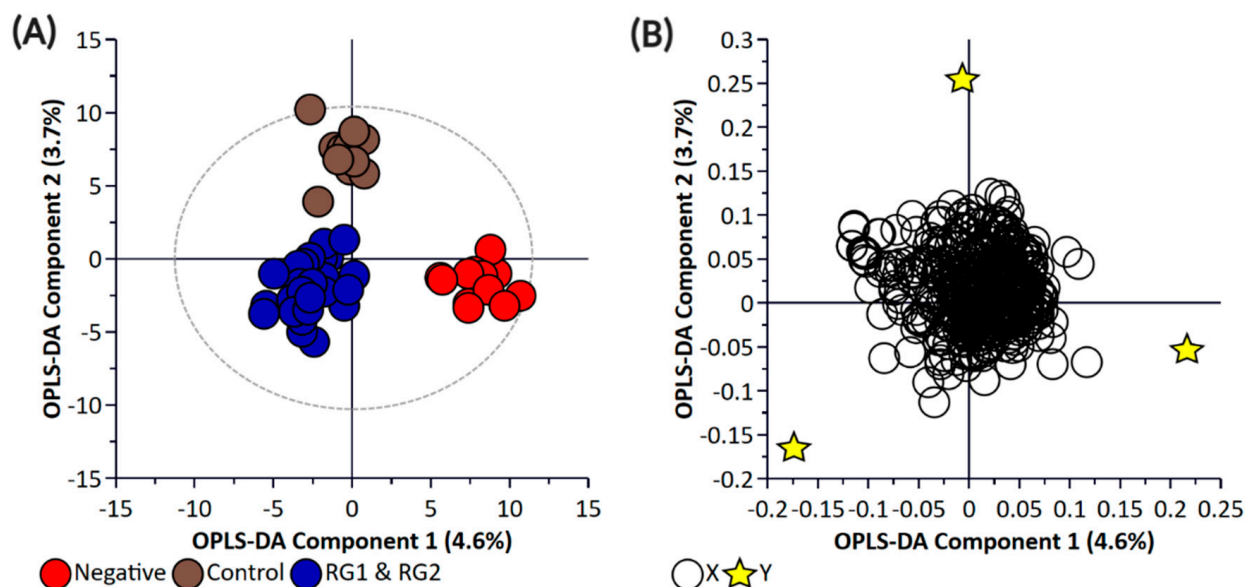 (A)
15
10
5
0
-5
-10
-15
-15 -10 -5 0 5 10 15
OPLS-DA Component 2 (3.7%)
OPLS-DA Component 1 (4.6%)
Negative Control RG1 & RG2
(B)
0.3
0.25
0.2
0.15
0.1
0.05
0
-0.05
-0.1
-0.15
-0.2
-0.2 -0.15 -0.1 -0.05 0 0.05 0.1 0.15 0.2 0.25
OPLS-DA Component 2 (3.7%)
OPLS-DA Component 1 (4.6%)
X Y